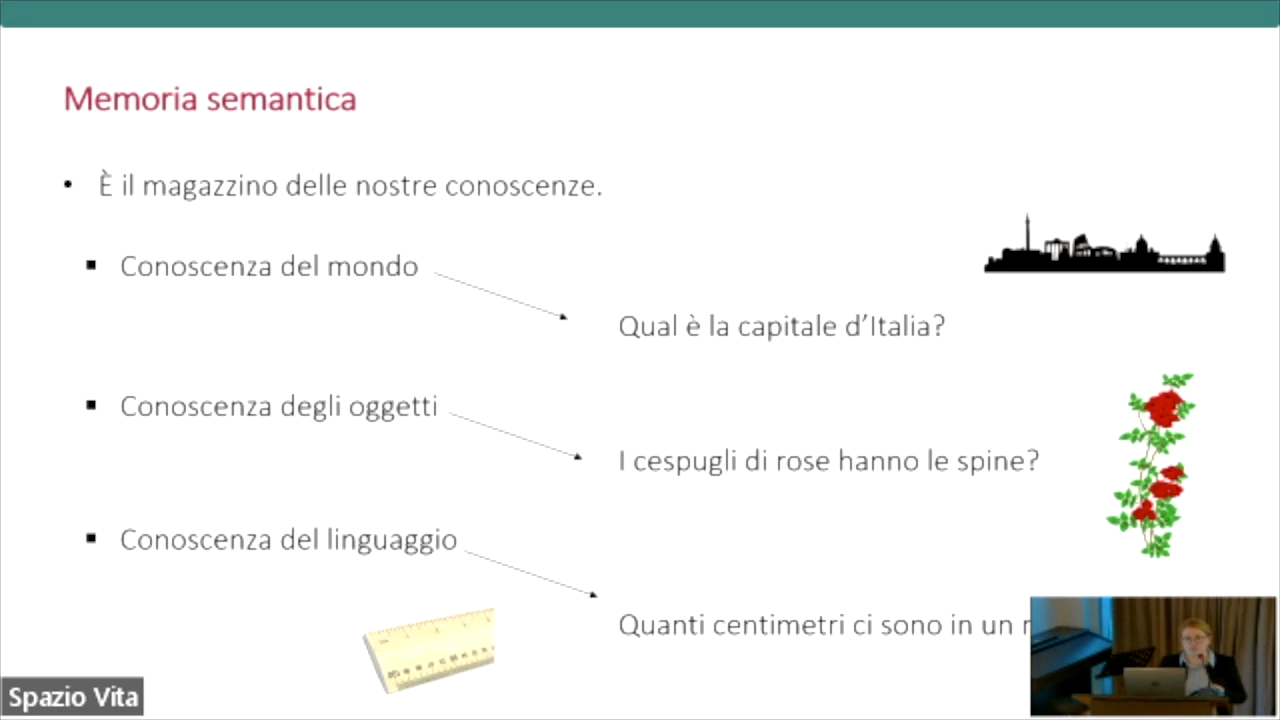 Memoria semantica
• È il magazzino delle nostre conoscenze.
▪ Conoscenza del mondo
Qual è la capitale d’Italia?
▪ Conoscenza degli oggetti
I cespugli di rose hanno le spine?
▪ Conoscenza del linguaggio
Quanti centimetri ci sono in un
Spazio Vita